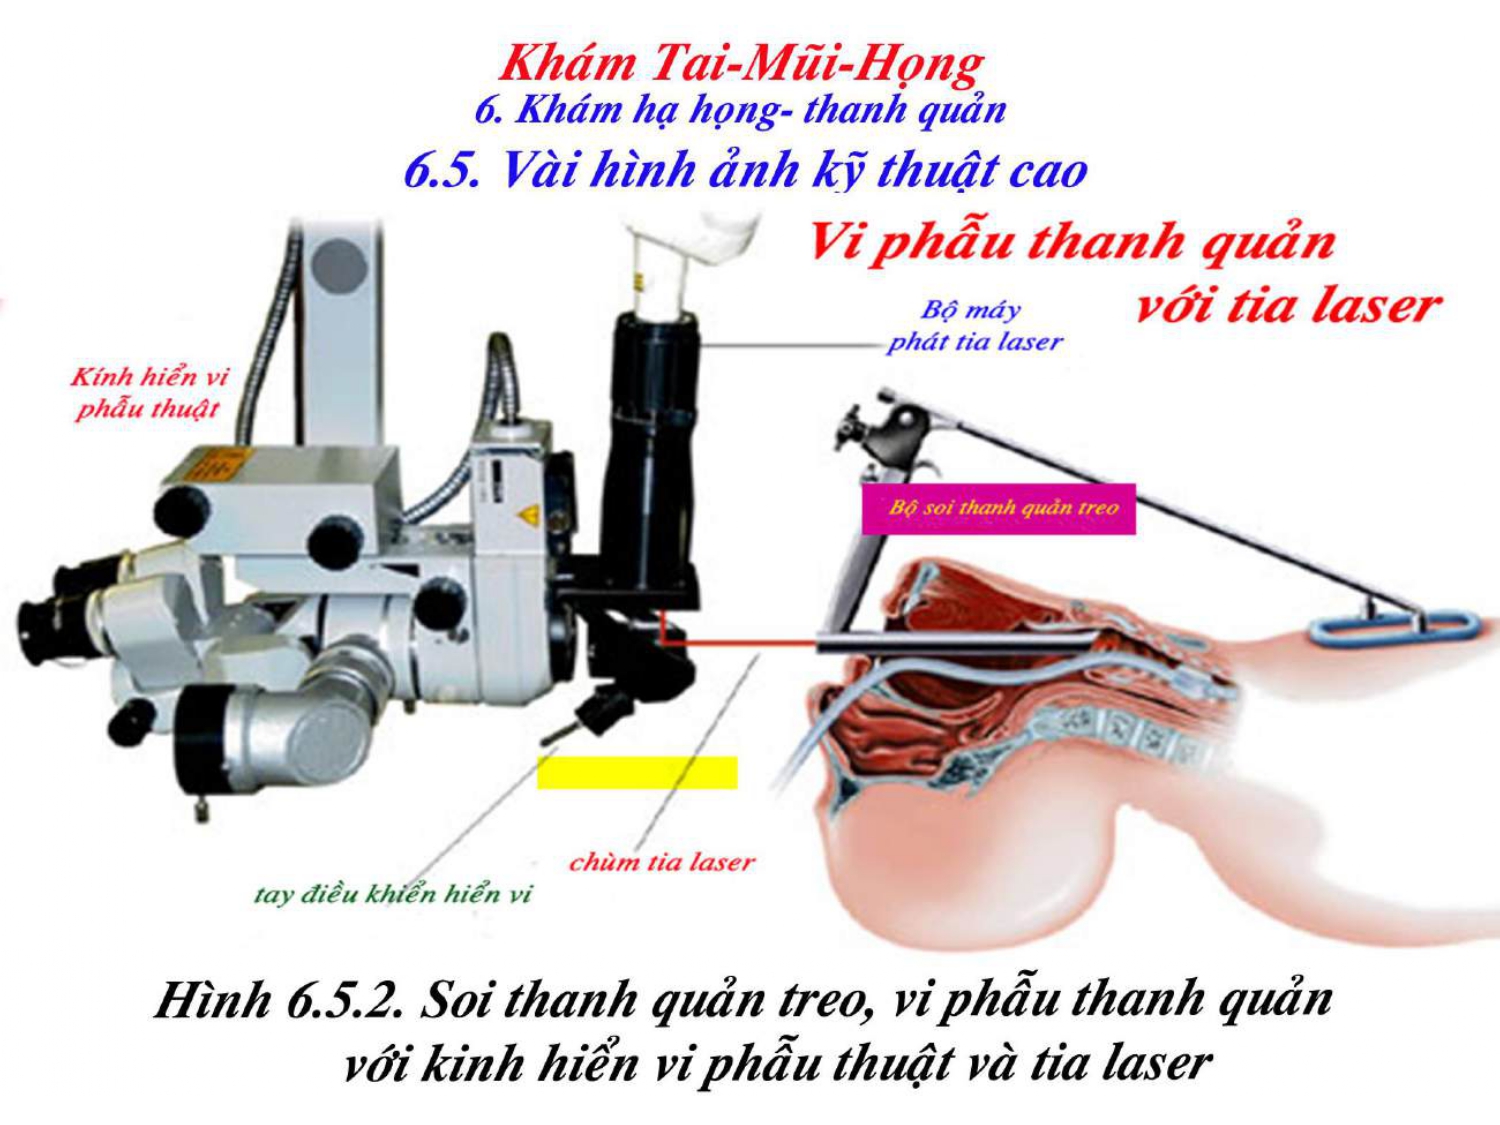 Khám Tai-Mũi-Họng
6. Khám hạ họng- thanh quản
6.5. Vài hình ảnh kỹ thuật cao
Vi phẫu thanh quản
với tia laser
Bộ máy
phát tia laser
Kính hiển vi
phẫu thuật
Bộ soi thanh quản treo
chùm tia laser
tay điều khiển hiển vi
Hình 6.5.2. Soi thanh quản treo, vi phẫu thanh quản
với kinh hiển vi phẫu thuật và tia laser